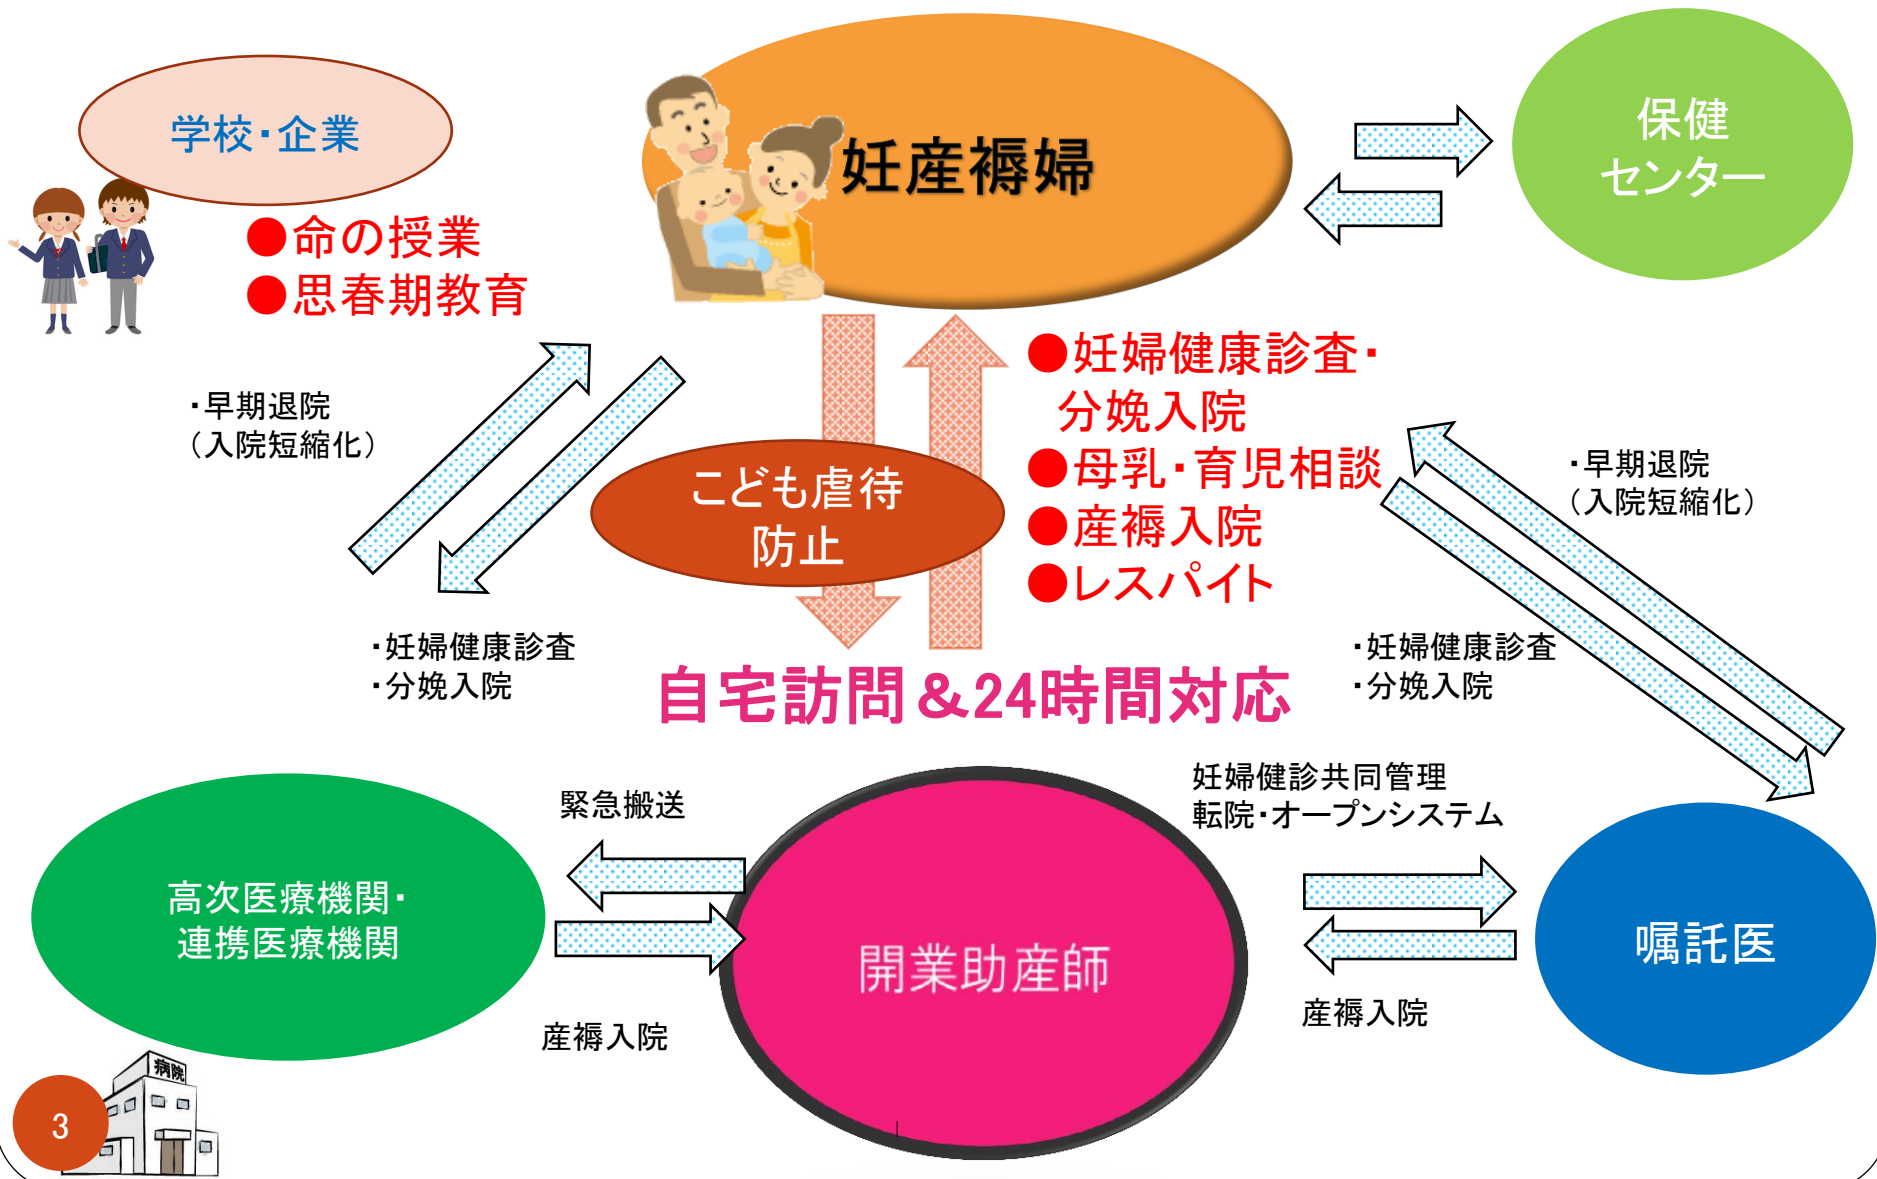 学校・企業
●命の授業
●思春期教育
妊産褥婦
保健
センター
・早期退院
（入院短縮化）
こども虐待
防止
●妊婦健康診査・
分娩入院
●母乳・育児相談
●産褥入院
●レスパイト
・早期退院
（入院短縮化）
・妊婦健康診査
・分娩入院
・妊婦健康診査
・分娩入院
自宅訪問＆24時間対応
緊急搬送
妊婦健診共同管理
転院・オープンシステム
高次医療機関・
連携医療機関
開業助産師
嘱託医
産褥入院
産褥入院
病院
3